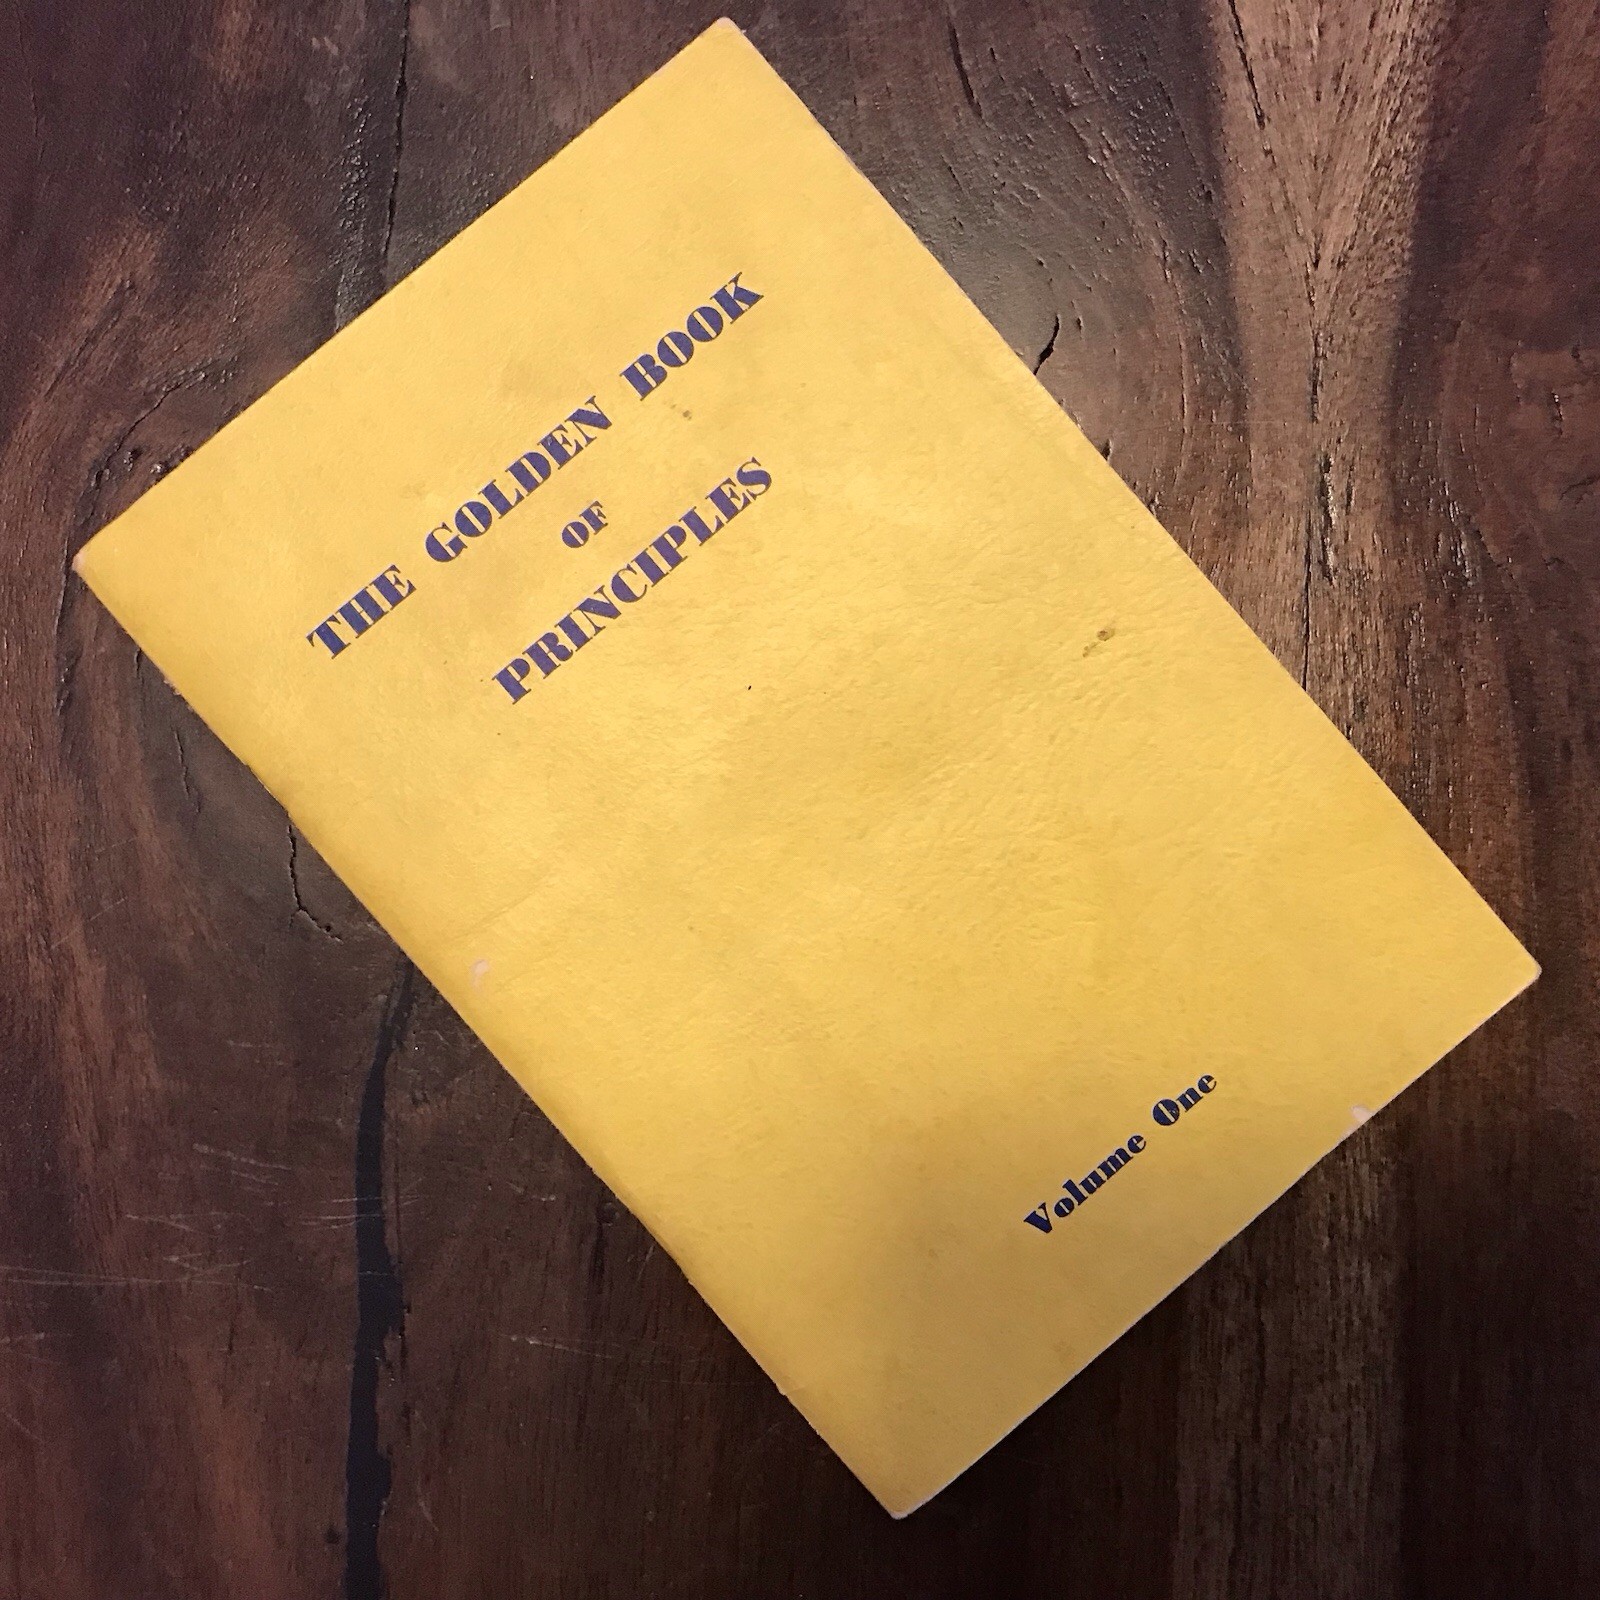 THE GOLDEN BOOK
OF
PRINCIPLES
Volume One